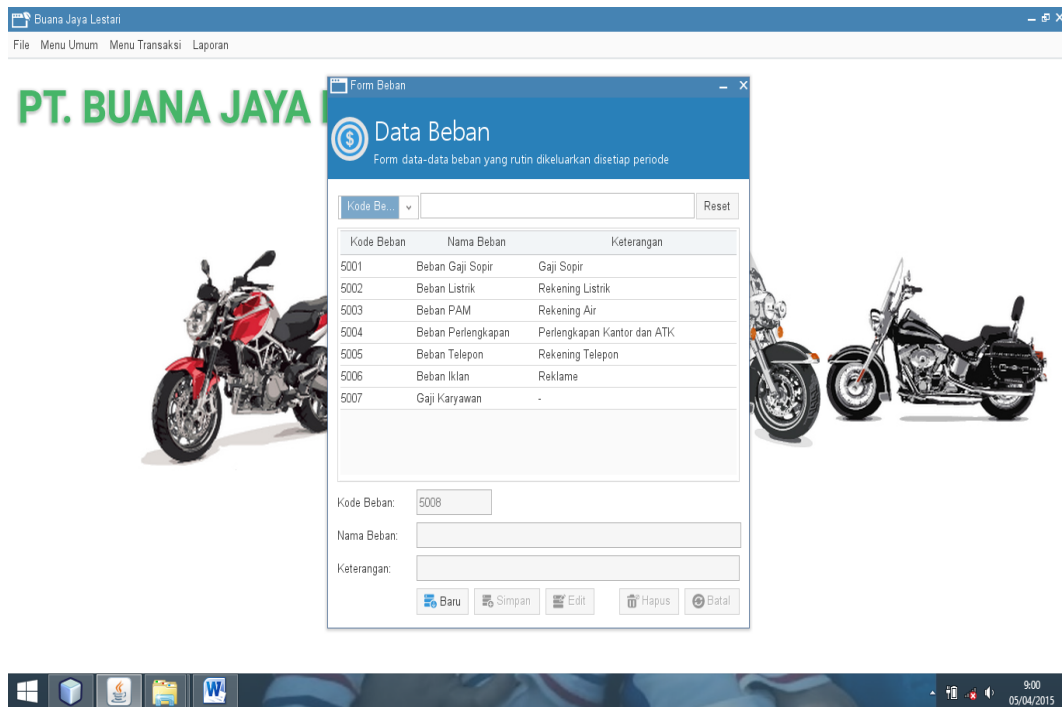 Buana Jaya Lestari
File Menu Umum Menu Transaksi Laporan
PT. BUANA JAYA
Form Beban
Data Beban
Form data-data beban yang rutin dikeluarkan disetiap periode
Kode Be... Reset
Kode Beban Nama Beban Keterangan
5001 Beban Gaji Sopir Gaji Sopir
5002 Beban Listrik Rekening Listrik
5003 Beban PAM Rekening Air
5004 Beban Perlengkapan Perlengkapan Kantor dan ATK
5005 Beban Telepon Rekening Telepon
5006 Beban Iklan Reklame
5007 Gaji Karyawan -
Kode Beban: 5008
Nama Beban:
Keterangan:
Baru Simpan Edit Hapus Batal
9:00
05/04/2015